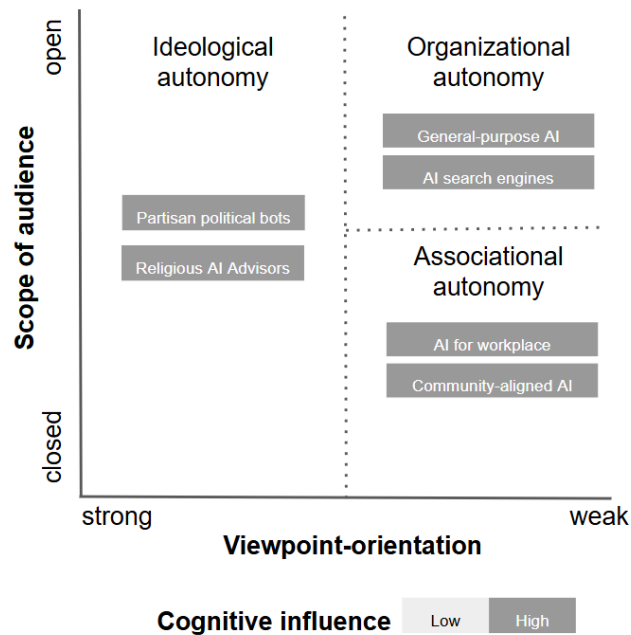 open
Ideological
autonomy
Organizational
autonomy
General-purpose AI
AI search engines
Scope of audience
Partisan political bots
Religious AI Advisors
Associational
autonomy
AI for workplace
Community-aligned AI
closed
strong
weak
Viewpoint-orientation
Cognitive influence
Low
High